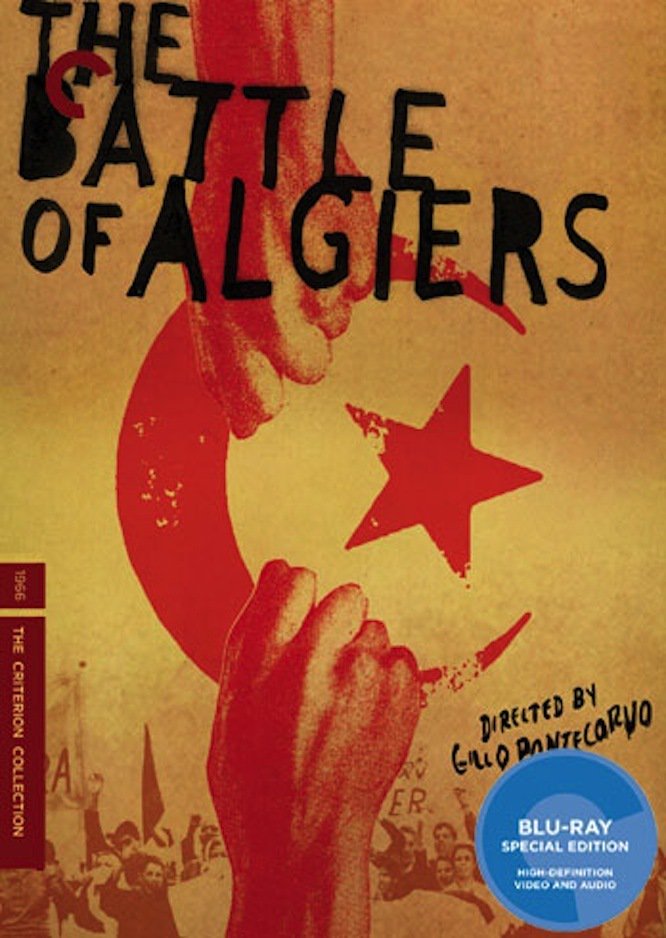 THE
BATTLE
OF ALGIERS
1966
THE CRITERION COLLECTION
DIRECTED BY
GILLO PONTECORVO
A
ER.
BLU-RAY
SPECIAL EDITION
HIGH-DEFINITION
VIDEO AND AUDIO